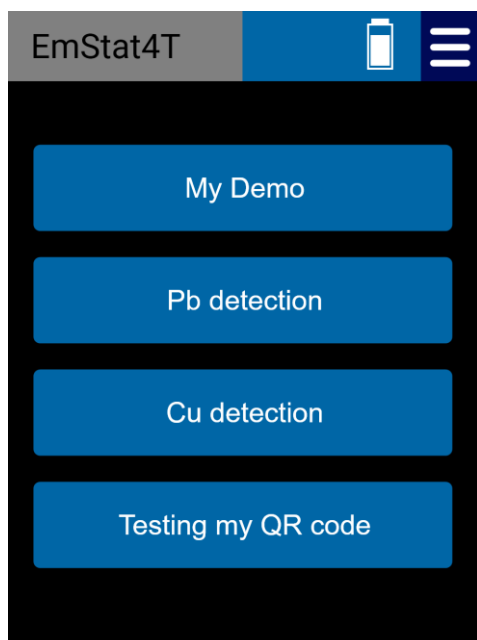 EmStat4T
My Demo
Pb detection
Cu detection
Testing my QR code